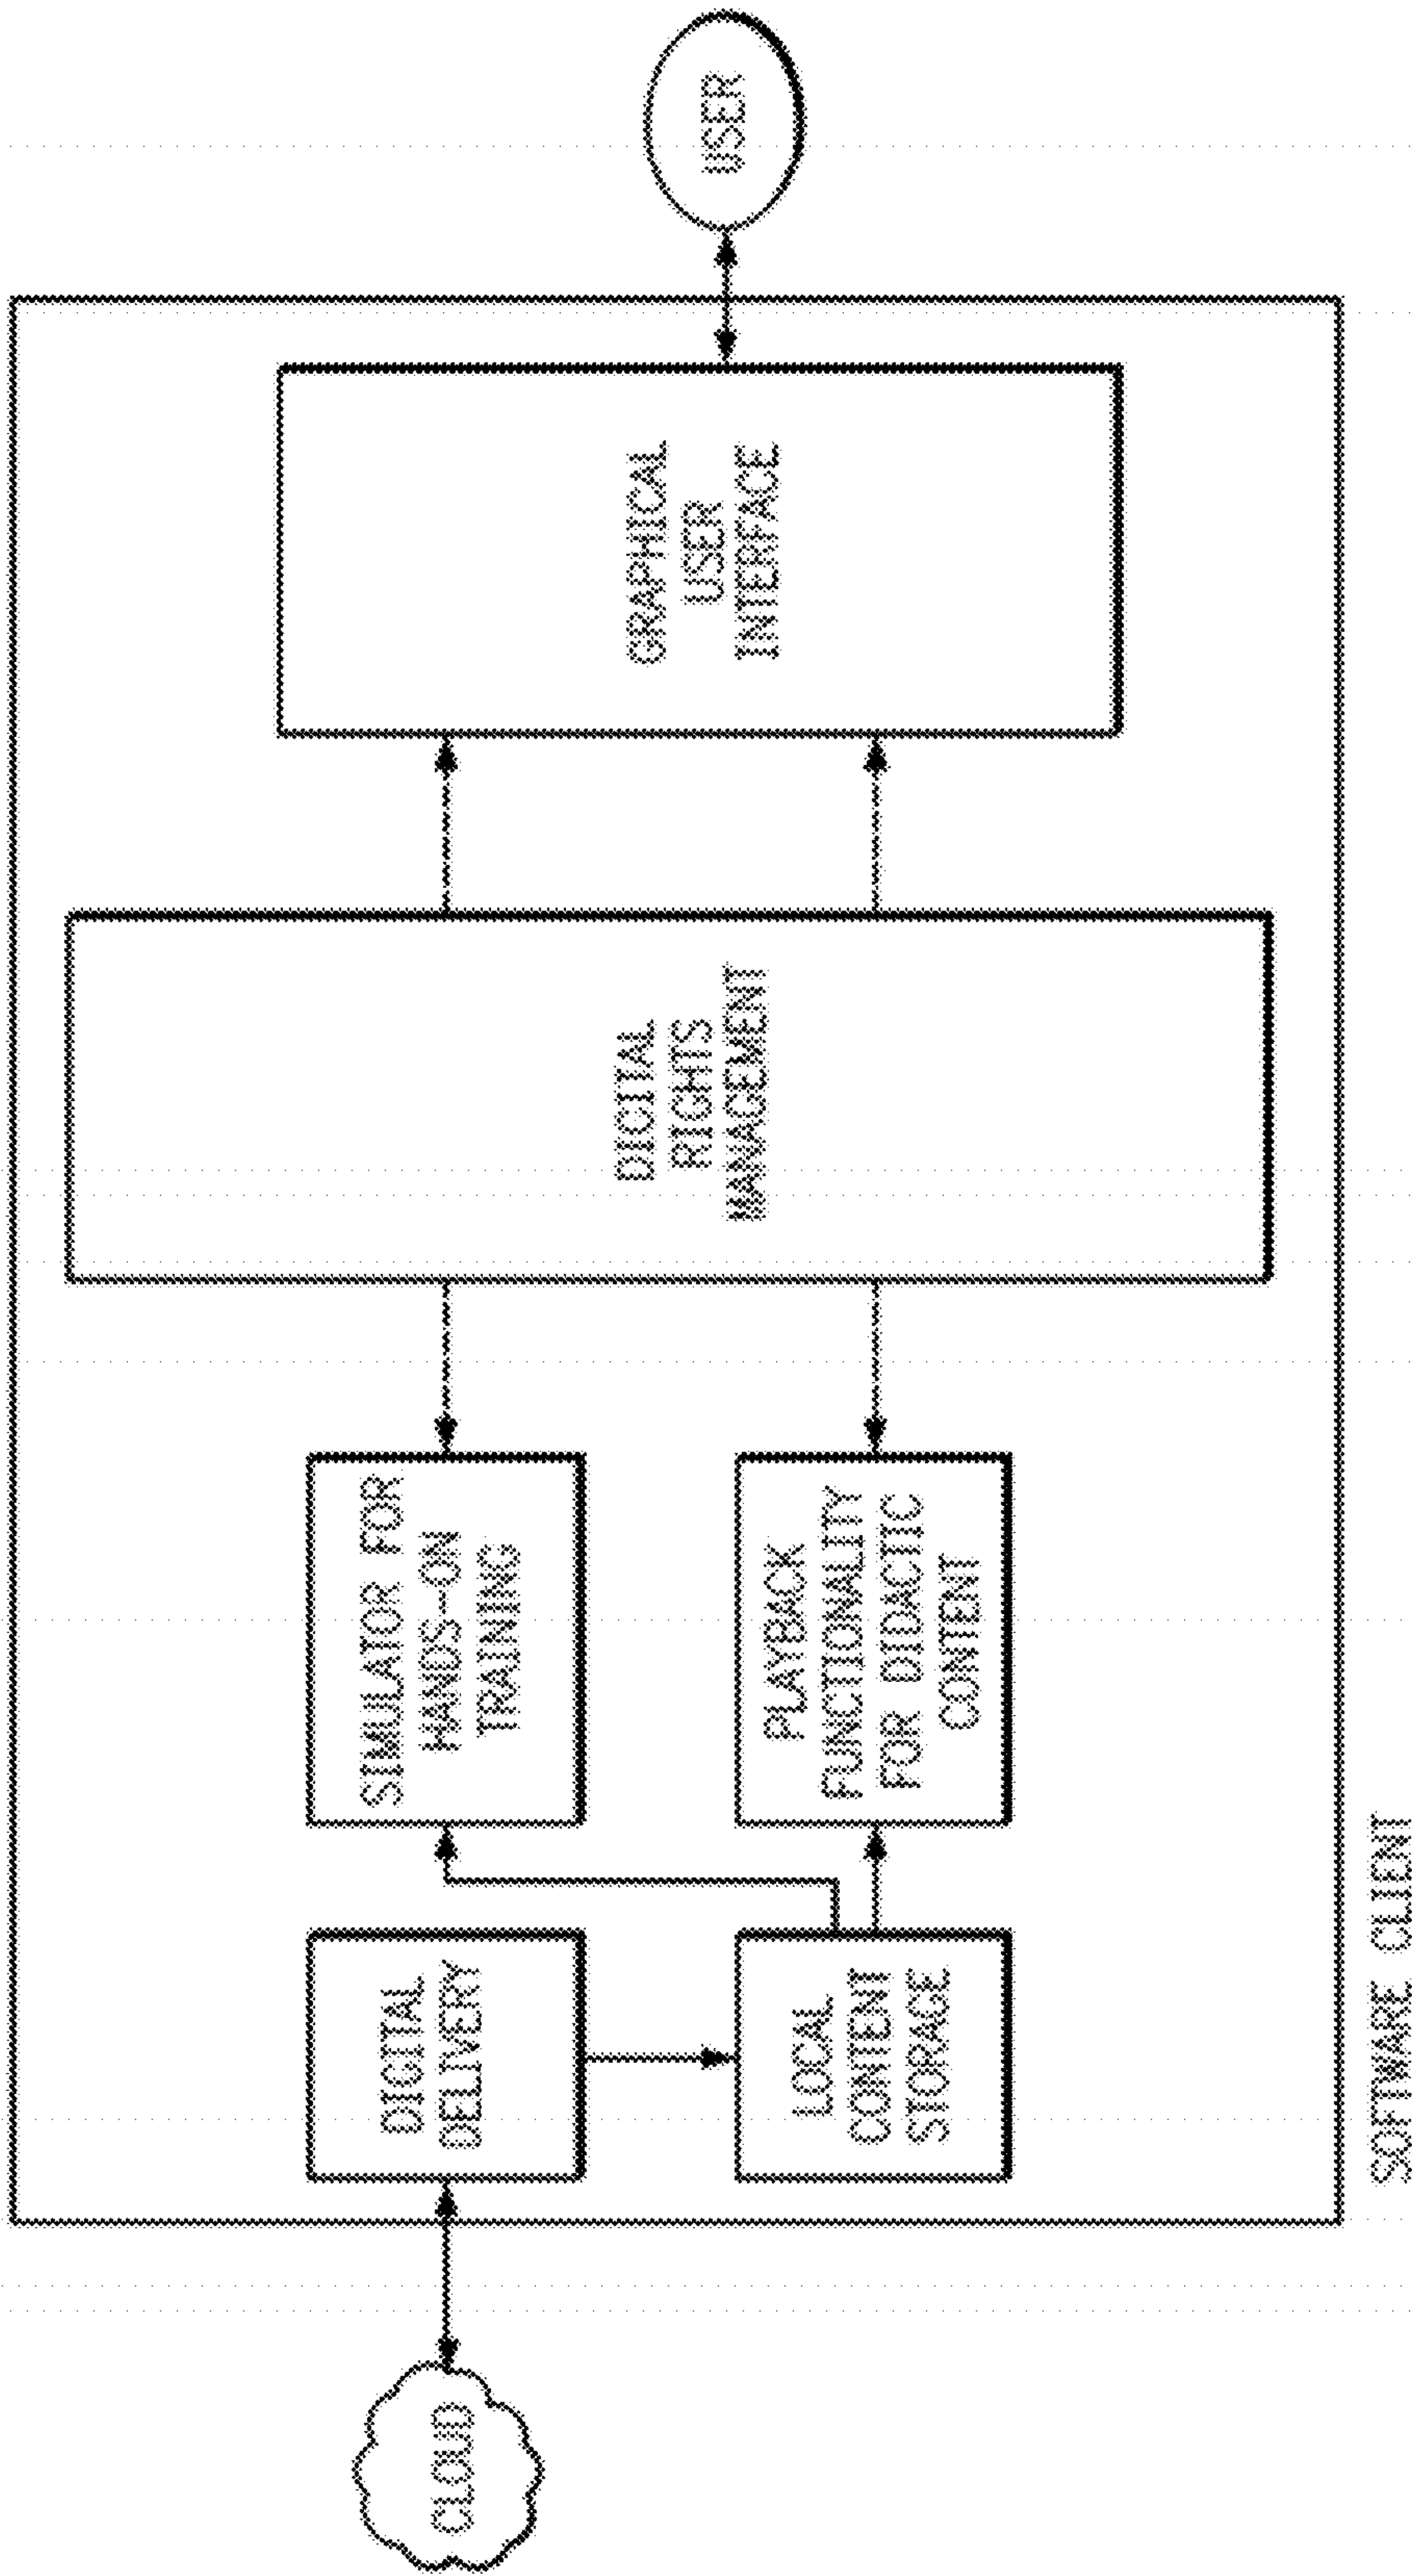 CLOUD
DIGITAL
DELIVERY
LOCAL
CONTENT
STORAGE
SIMULATOR FOR
HANDS-ON
TRAINING
PLAYBACK
FUNCTIONALITY
FOR DIDACTIC
CONTENT
DIGITAL
RIGHTS
MANAGEMENT
GRAPHICAL
USER
INTERFACE
USER
SOFTWARE CLIENT